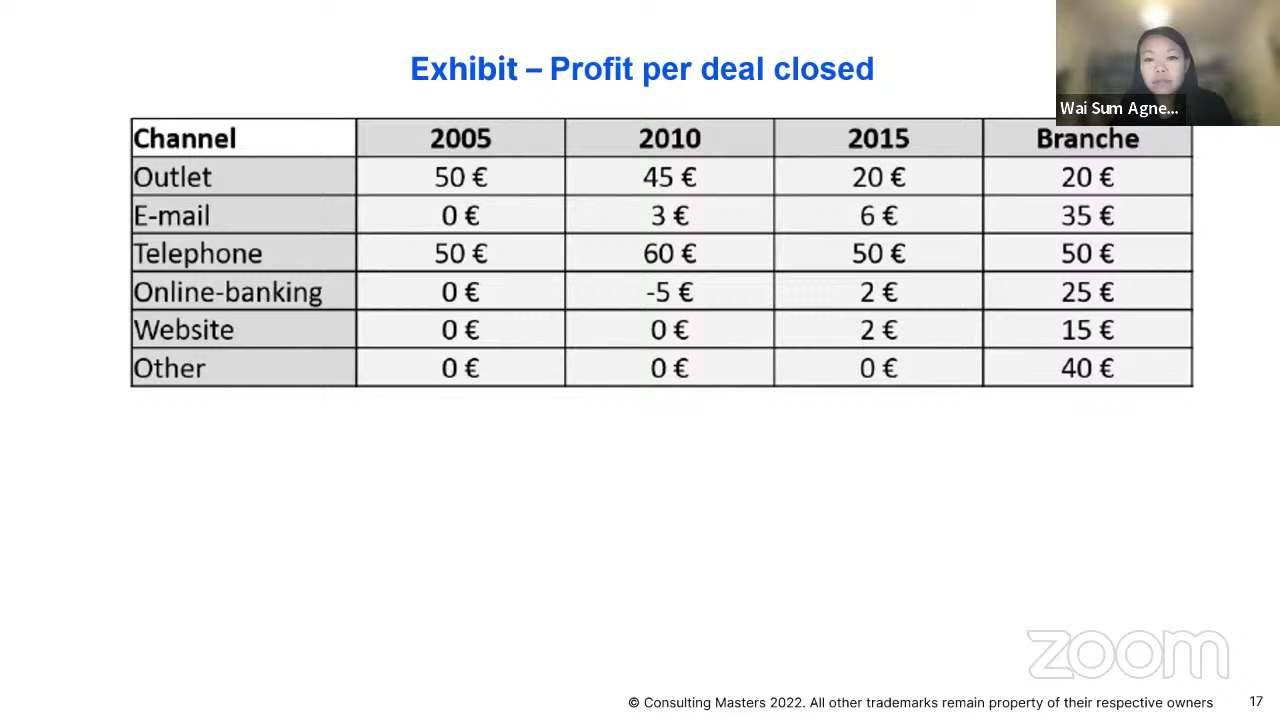 Exhibit – Profit per deal closed
Wai Sum Agne...
Channel 2005 2010 2015 Branche
Outlet 50 € 45 € 20 € 20 €
E-mail 0 € 3 € 6 € 35 €
Telephone 50 € 60 € 50 € 50 €
Online-banking 0 € -5 € 2 € 25 €
Website 0 € 0 € 2 € 15 €
Other 0 € 0 € 0 € 40 €
zoom
© Consulting Masters 2022. All other trademarks remain property of their respective owners 17